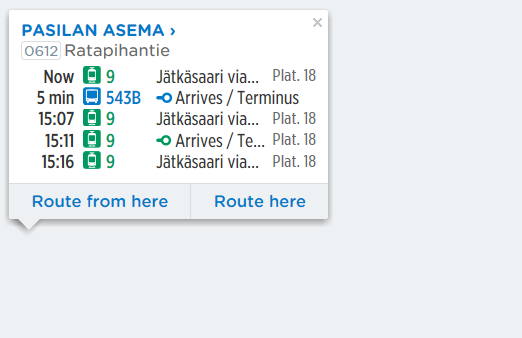 PASILAN ASEMA ›
0612 Ratapihantie
Now 9 Jätkäsaari via... Plat. 18
5 min 543B Arrives / Terminus
15:07 9 Jätkäsaari via... Plat. 18
15:11 9 Arrives / Te... Plat. 18
15:16 9 Jätkäsaari via... Plat. 18
Route from here Route here